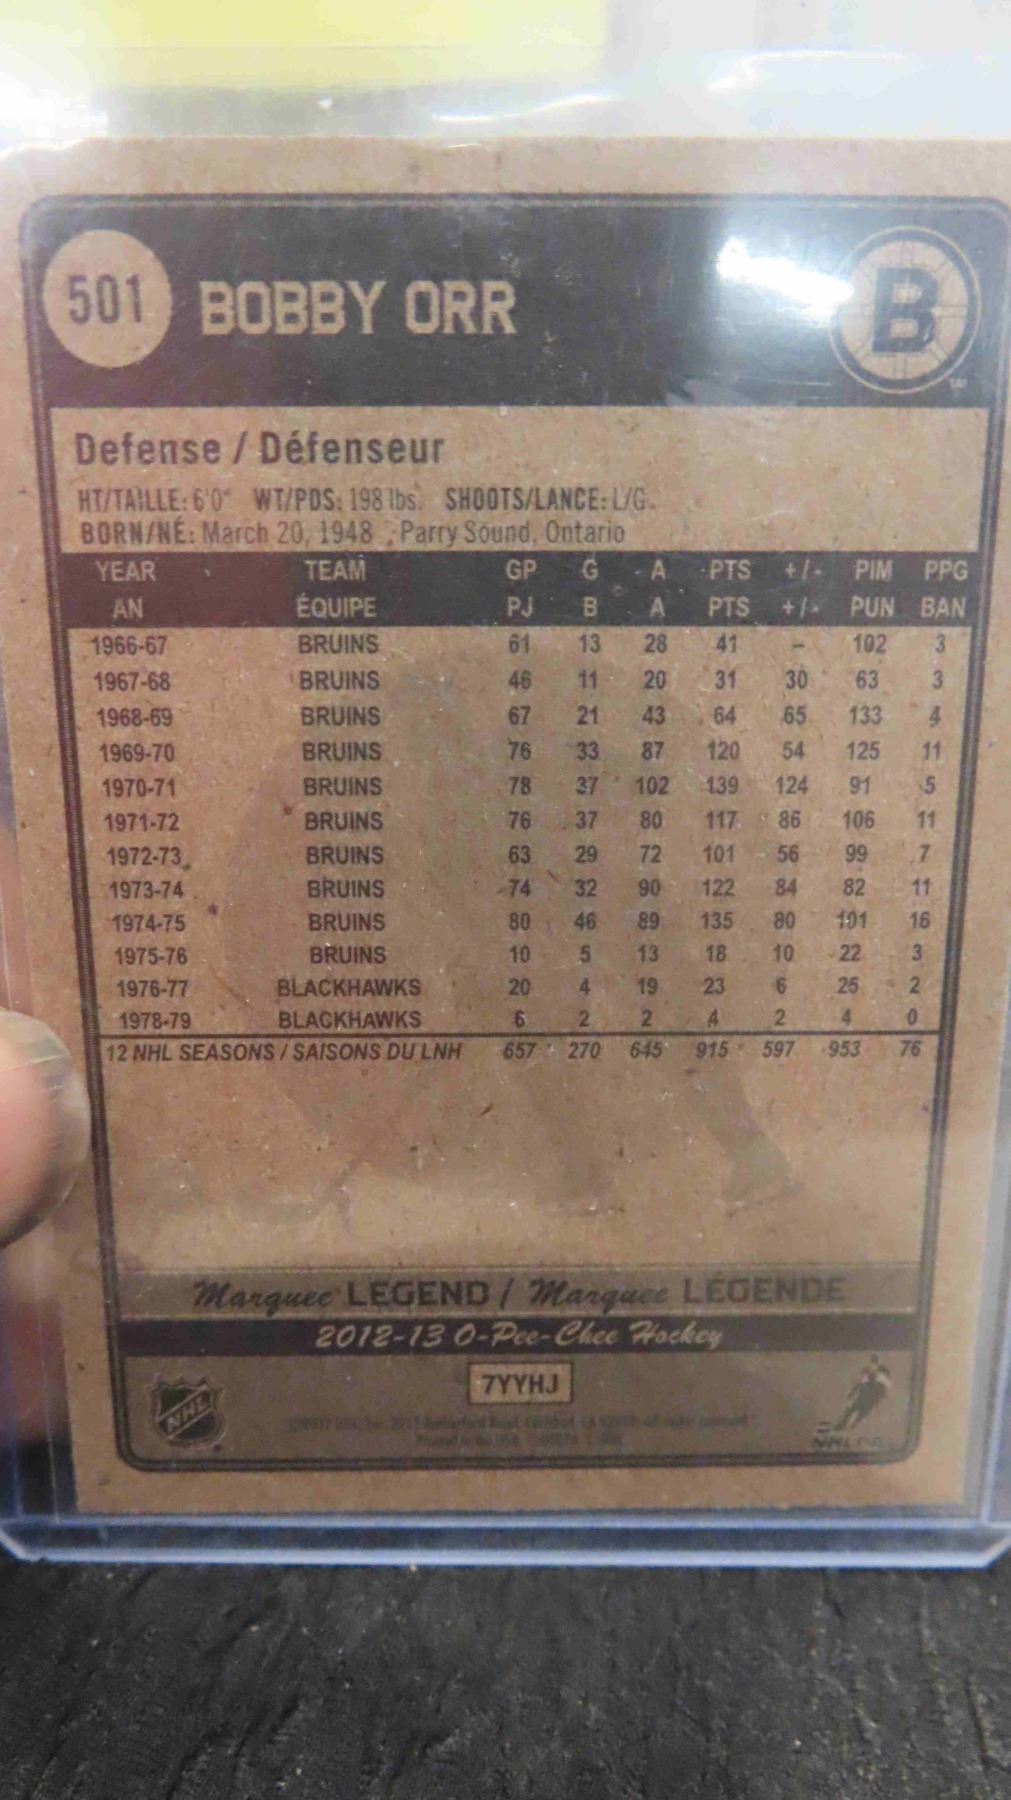 501 BOBBY ORR B
Defense / Défenseur
HT/TAILLE: 6'0" WT/PDS: 198 lbs. SHOOTS/LANCE: L/G.
BORN/NÉ: March 20, 1948 Parry Sound, Ontario
YEAR TEAM GP G A PTS +/- PIM PPG
AN ÉQUIPE PJ B A PTS +/- PUN BAN
1966-67 BRUINS 61 13 28 41 – 102 3
1967-68 BRUINS 46 11 20 31 30 63 3
1968-69 BRUINS 67 21 43 64 65 133 4
1969-70 BRUINS 76 33 87 120 54 125 11
1970-71 BRUINS 78 37 102 139 124 91 5
1971-72 BRUINS 76 37 80 117 86 106 11
1972-73 BRUINS 63 29 72 101 56 99 7
1973-74 BRUINS 74 32 90 122 84 82 11
1974-75 BRUINS 80 46 89 135 80 101 16
1975-76 BRUINS 10 5 13 18 10 22 3
1976-77 BLACKHAWKS 20 4 19 23 6 25 2
1978-79 BLACKHAWKS 6 2 2 4 2 4 0
12 NHL SEASONS / SAISONS DU LNH 657 270 645 915 597 953 76
Marquee LEGEND / Marquee LÉGENDE
2012-13 O-Pee-Chee Hockey
7YYHJ
NHL
Printed in the USA